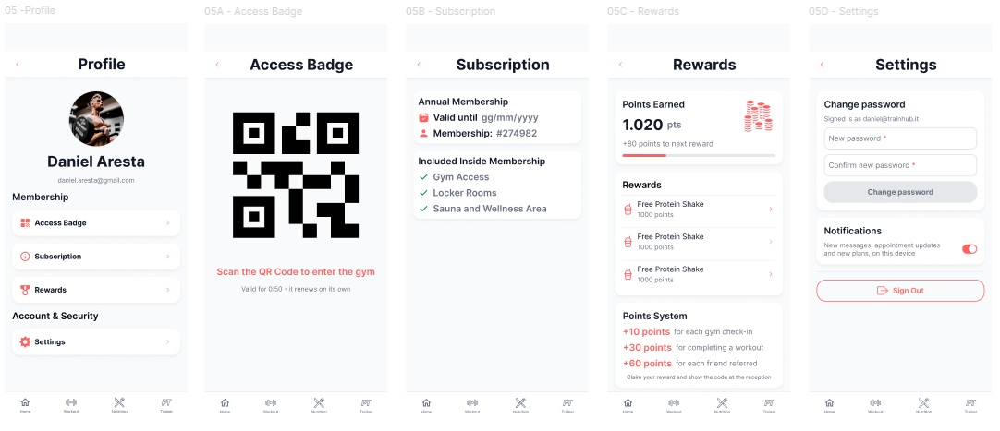 05 -Profile
Profile
Daniel Aresta
daniel.aresta@gmail.com
Membership
Access Badge
Subscription
Rewards
Account & Security
Settings
Home
Workout
Nutrition
Trainer
05A - Access Badge
Access Badge
Scan the QR Code to enter the gym
Valid for 0:50 - it renews on its own
Home
Workout
Nutrition
Trainer
05B - Subscription
Subscription
Annual Membership
Valid until gg/mm/yyyy
Membership: #274982
Included Inside Membership
Gym Access
Locker Rooms
Sauna and Wellness Area
Home
Workout
Nutrition
Trainer
05C - Rewards
Rewards
Points Earned
1.020 pts
+80 points to next reward
Rewards
Free Protein Shake
1000 points
Free Protein Shake
1000 points
Free Protein Shake
1000 points
Points System
+10 points for each gym check-in
+30 points for completing a workout
+60 points for each friend referred
Claim your reward and show the code at the reception
Home
Workout
Nutrition
Trainer
05D - Settings
Settings
Change password
Signed is as daniel@trainhub.it
New password *
Confirm new password *
Change password
Notifications
New messages, appointment updates
and new plans, on this device
Sign Out
Home
Workout
Nutrition
Trainer